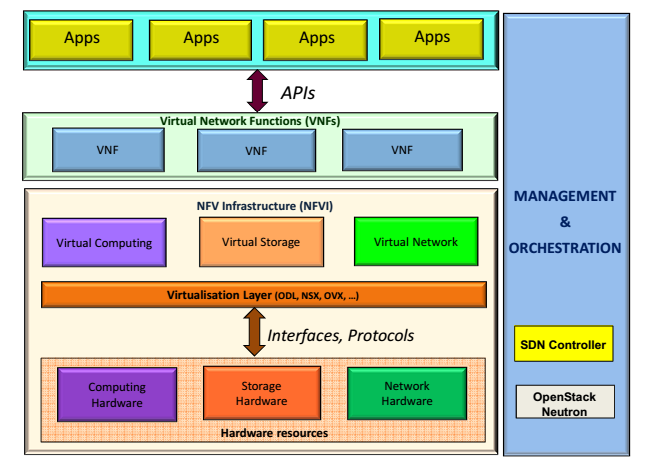 Apps
Apps
Apps
Apps
APIs
Virtual Network Functions (VNFs)
VNF
VNF
VNF
NFV Infrastructure (NFVI)
Virtual Computing
Virtual Storage
Virtual Network
Virtualisation Layer (ODL, NSX, OVX, ...)
Interfaces, Protocols
Computing
Hardware
Storage
Hardware
Network
Hardware
Hardware resources
MANAGEMENT
&
ORCHESTRATION
SDN Controller
OpenStack
Neutron